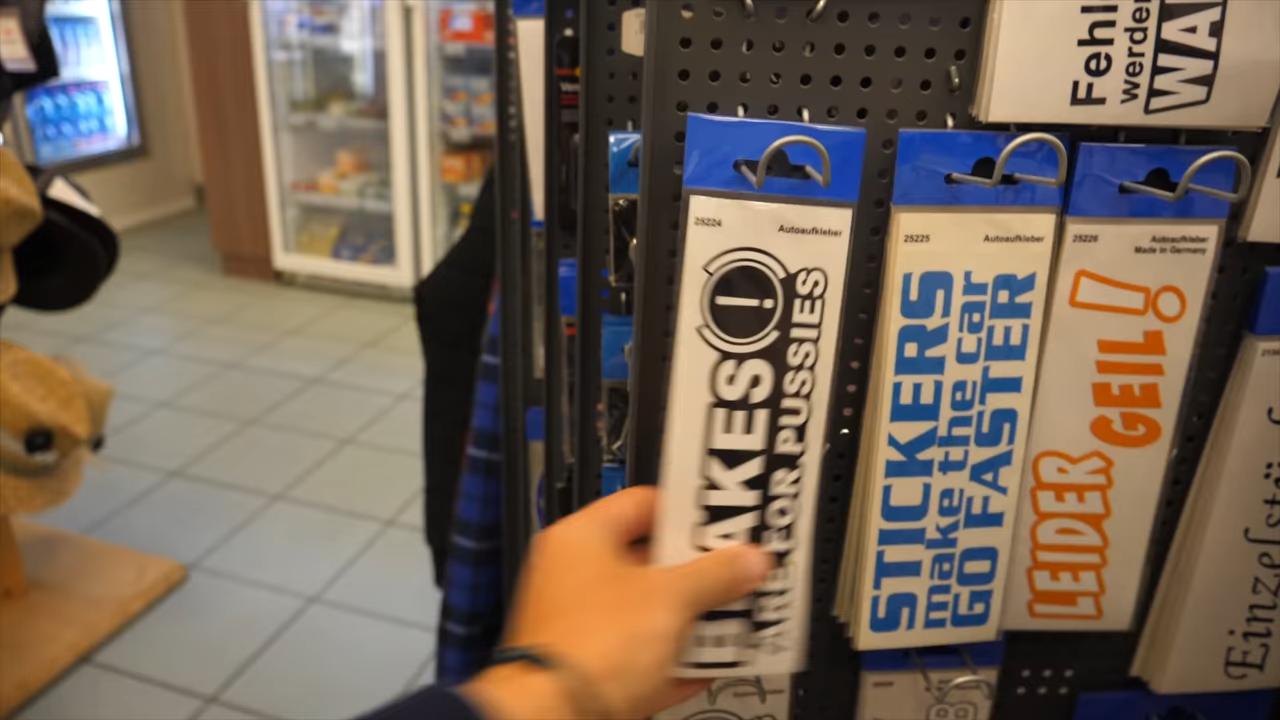 Fehl
werden
WA
25224
Autoaufkleber
BRAKES
ARE FOR PUSSIES
25225
Autoaufkleber
STICKERS
make the car
GO FASTER
25226
Autoaufkleber
Made in Germany
LEIDER GEIL!